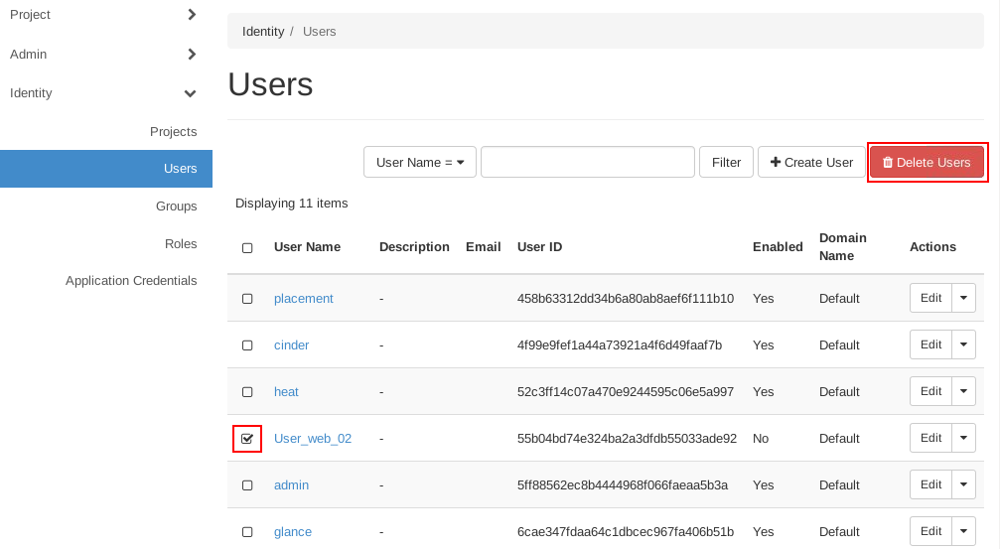 Project
Admin
Identity
Projects
Users
Groups
Roles
Application Credentials
Identity / Users
Users
User Name = Filter Create User Delete Users
Displaying 11 items
User Name Description Email User ID Enabled Domain Name Actions
placement - 458b63312dd34b6a80ab8aef6f111b10 Yes Default Edit
cinder - 4f99e9fef1a44a73921a4f6d49faaf7b Yes Default Edit
heat - 52c3ff14c07a470e9244595c06e5a997 Yes Default Edit
User_web_02 - 55b04bd74e324ba2a3dfdb55033ade92 No Default Edit
admin - 5ff88562ec8b4444968f066faeaa5b3a Yes Default Edit
glance - 6cae347fdaa64c1dbcec967fa406b51b Yes Default Edit